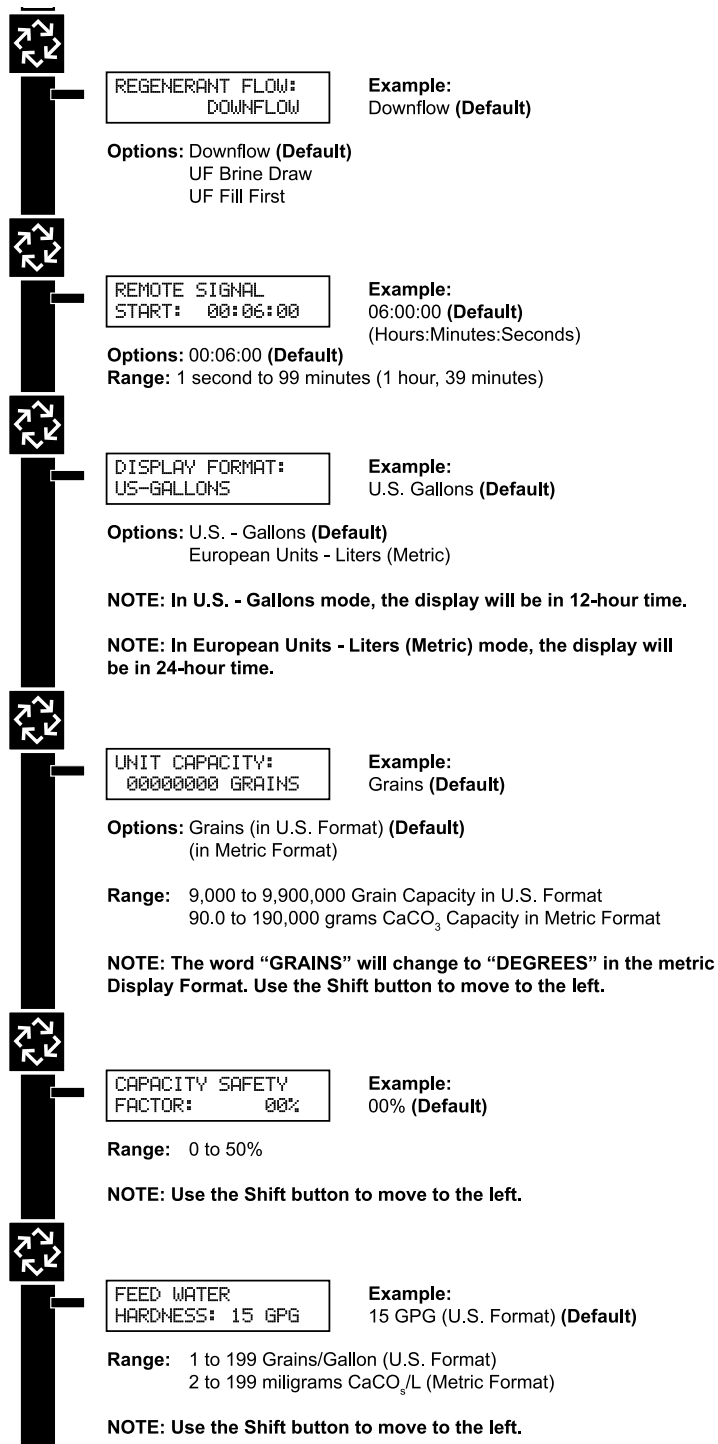 REGENERANT FLOW:
DOWNFLOW
Example:
Downflow (Default)
Options: Downflow (Default)
UF Brine Draw
UF Fill First
REMOTE SIGNAL
START: 00:06:00
Example:
06:00:00 (Default)
(Hours:Minutes:Seconds)
Options: 00:06:00 (Default)
Range: 1 second to 99 minutes (1 hour, 39 minutes)
DISPLAY FORMAT:
US-GALLONS
Example:
U.S. Gallons (Default)
Options: U.S. - Gallons (Default)
European Units - Liters (Metric)
NOTE: In U.S. - Gallons mode, the display will be in 12-hour time.
NOTE: In European Units - Liters (Metric) mode, the display will
be in 24-hour time.
UNIT CAPACITY:
00000000 GRAINS
Example:
Grains (Default)
Options: Grains (in U.S. Format) (Default)
(in Metric Format)
Range: 9,000 to 9,900,000 Grain Capacity in U.S. Format
90.0 to 190,000 grams CaCO3 Capacity in Metric Format
NOTE: The word “GRAINS” will change to “DEGREES” in the metric
Display Format. Use the Shift button to move to the left.
CAPACITY SAFETY
FACTOR: 00%
Example:
00% (Default)
Range: 0 to 50%
NOTE: Use the Shift button to move to the left.
FEED WATER
HARDNESS: 15 GPG
Example:
15 GPG (U.S. Format) (Default)
Range: 1 to 199 Grains/Gallon (U.S. Format)
2 to 199 miligrams CaCOs/L (Metric Format)
NOTE: Use the Shift button to move to the left.